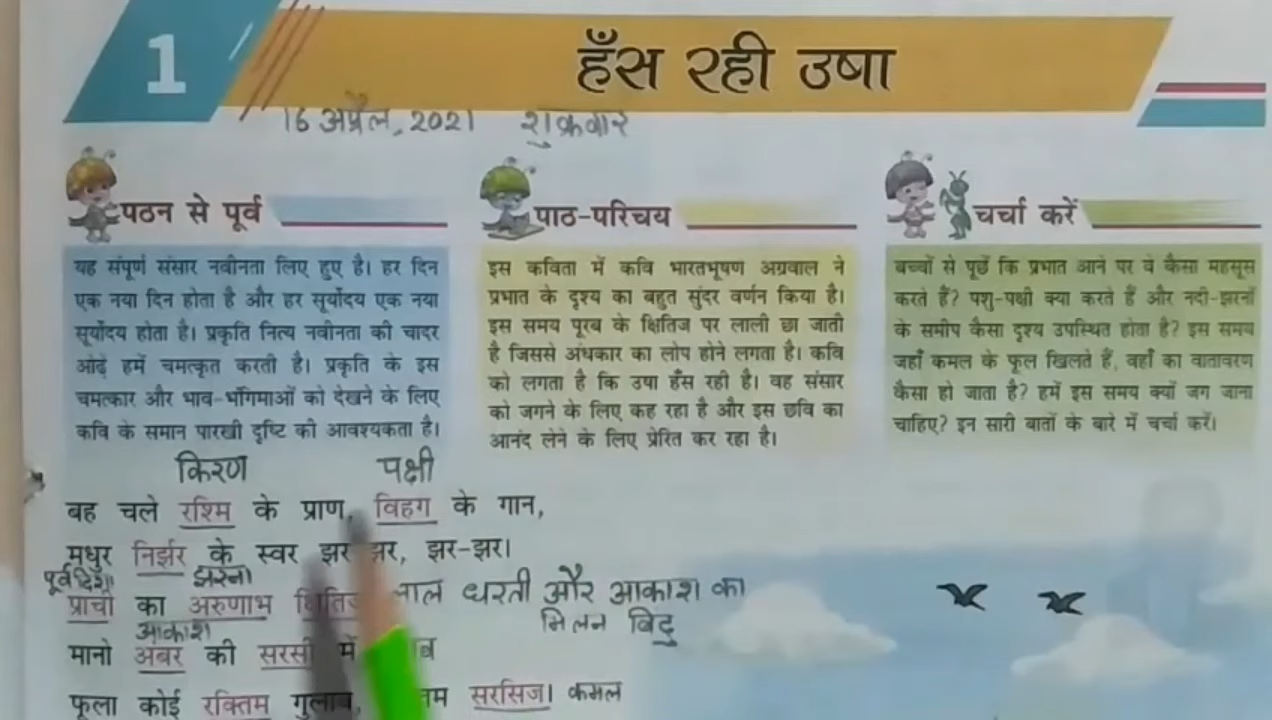 1
हँस रही उषा
16 अप्रैल, 2021 शुक्रवार
पठन से पूर्व
यह संपूर्ण संसार नवीनता लिए हुए है। हर दिन
एक नया दिन होता है और हर सूर्योदय एक नया
सूर्योदय होता है। प्रकृति नित्य नवीनता की चादर
ओढ़े हमें चमत्कृत करती है। प्रकृति के इस
चमत्कार और भाव-भंगिमाओं को देखने के लिए
कवि के समान पारखी दृष्टि की आवश्यकता है।
पाठ-परिचय
इस कविता में कवि भारतभूषण अग्रवाल ने
प्रभात के दृश्य का बहुत सुंदर वर्णन किया है।
इस समय पूरब के क्षितिज पर लाली छा जाती
है जिससे अंधकार का लोप होने लगता है। कवि
को लगता है कि उषा हँस रही है। वह संसार
को जगने के लिए कह रहा है और इस छवि का
आनंद लेने के लिए प्रेरित कर रहा है।
चर्चा करें
बच्चों से पूछें कि प्रभात आने पर वे कैसा महसूस
करते हैं? पशु-पक्षी क्या करते हैं और नदी-झरनों
के समीप कैसा दृश्य उपस्थित होता है? इस समय
जहाँ कमल के फूल खिलते हैं, वहाँ का वातावरण
कैसा हो जाता है? हमें इस समय क्यों जग जाना
चाहिए? इन सारी बातों के बारे में चर्चा करें।
किरण पक्षी
बह चले रश्मि के प्राण, विहग के गान,
मधुर निर्झर के स्वर झर-झर, झर-झर।
पूर्व दिशा झरना
प्राची का अरुणाभ लाल धरती और आकाश का
आकाश मिलन बिंदु
मानो अंबर की सरसी में
फूला कोई रक्तिम गुलाब, सरसिज। कमल